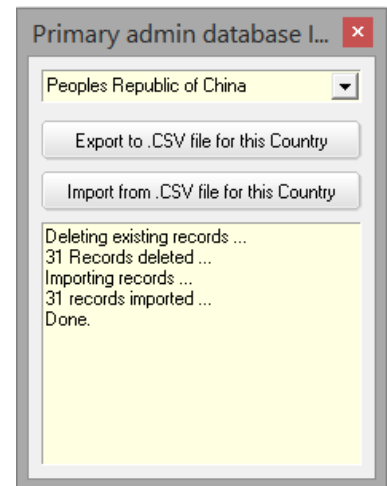 Primary admin database I...
Peoples Republic of China
Export to .CSV file for this Country
Import from .CSV file for this Country
Deleting existing records ...
31 Records deleted ...
Importing records ...
31 records imported ...
Done.